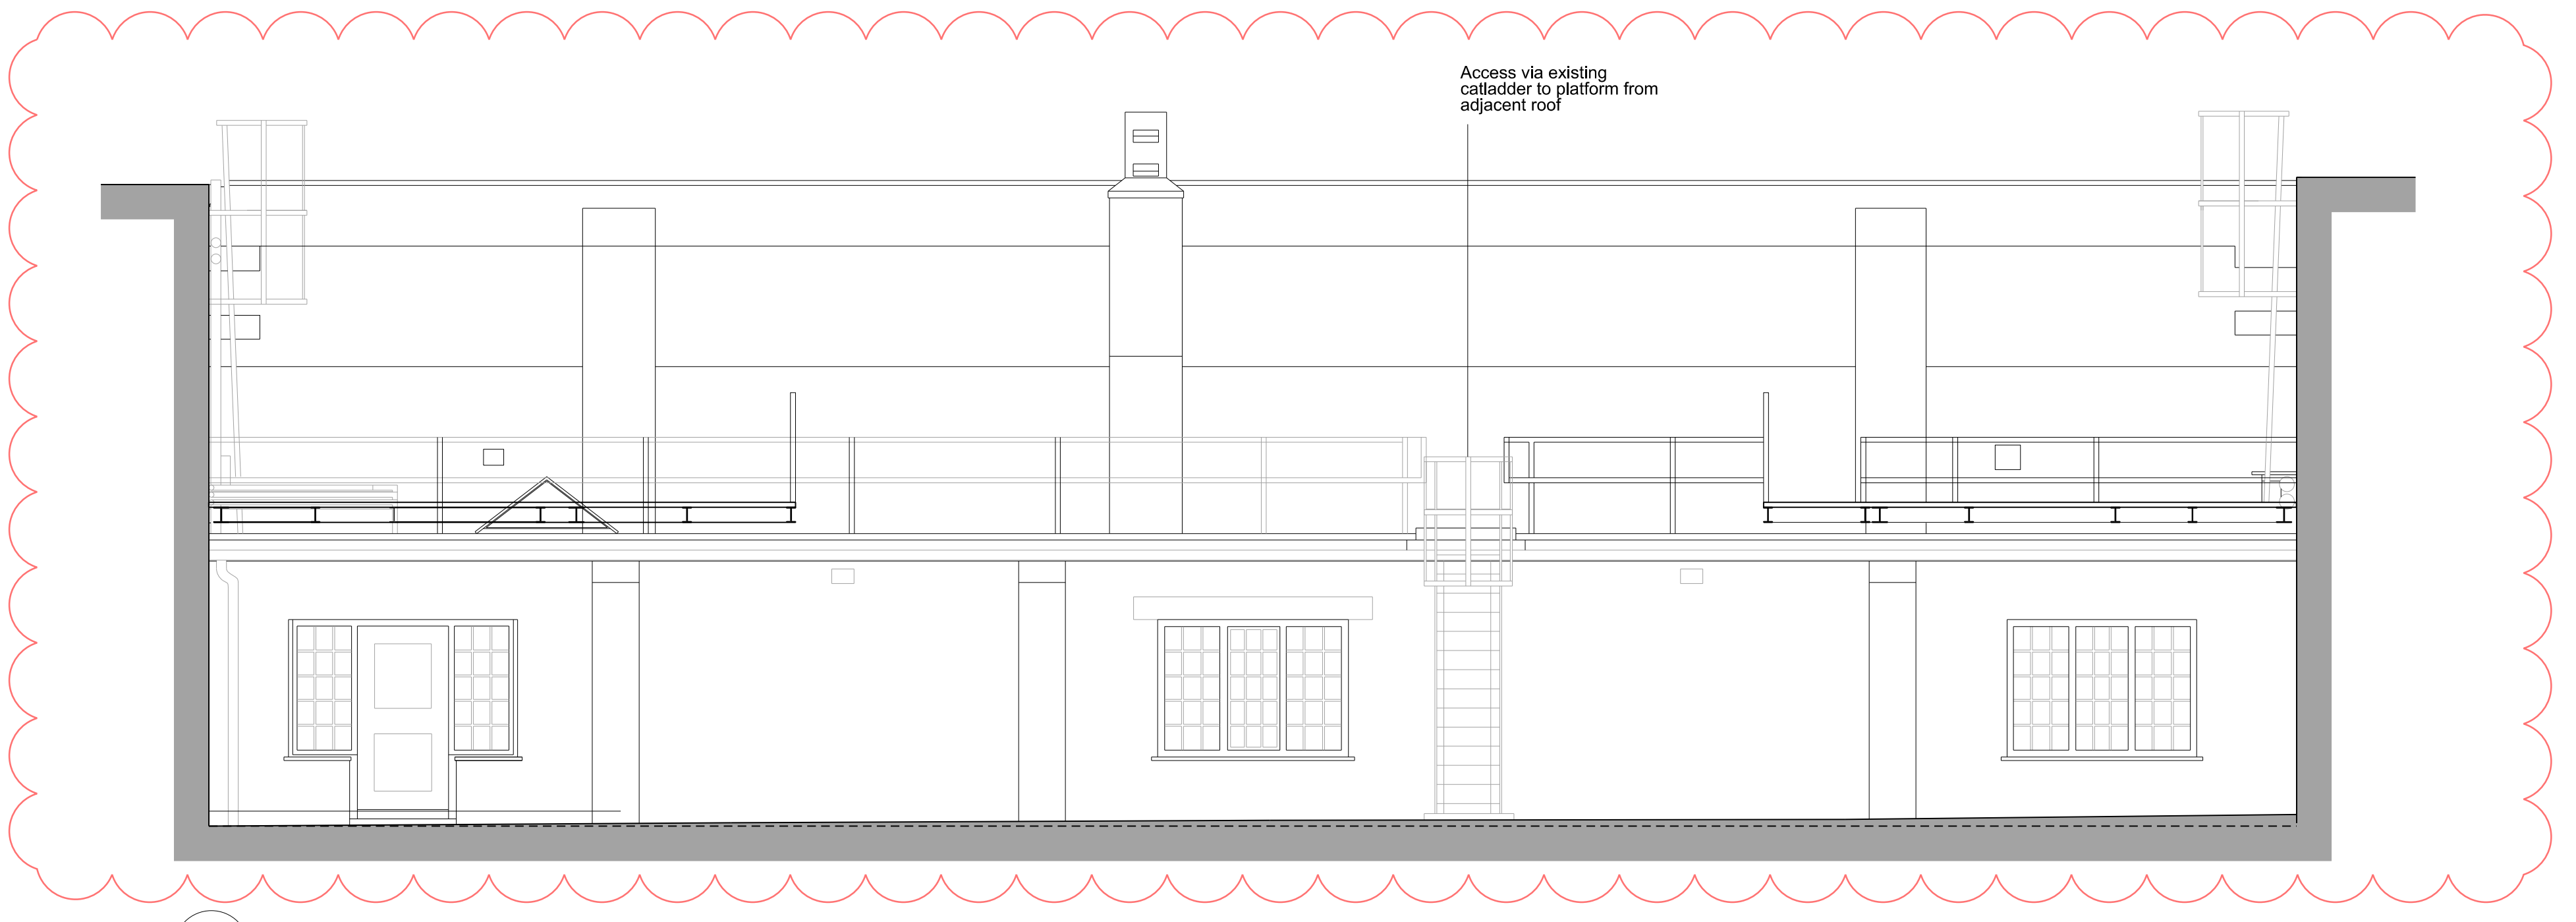 Access via existing
catladder to platform from
adjacent roof